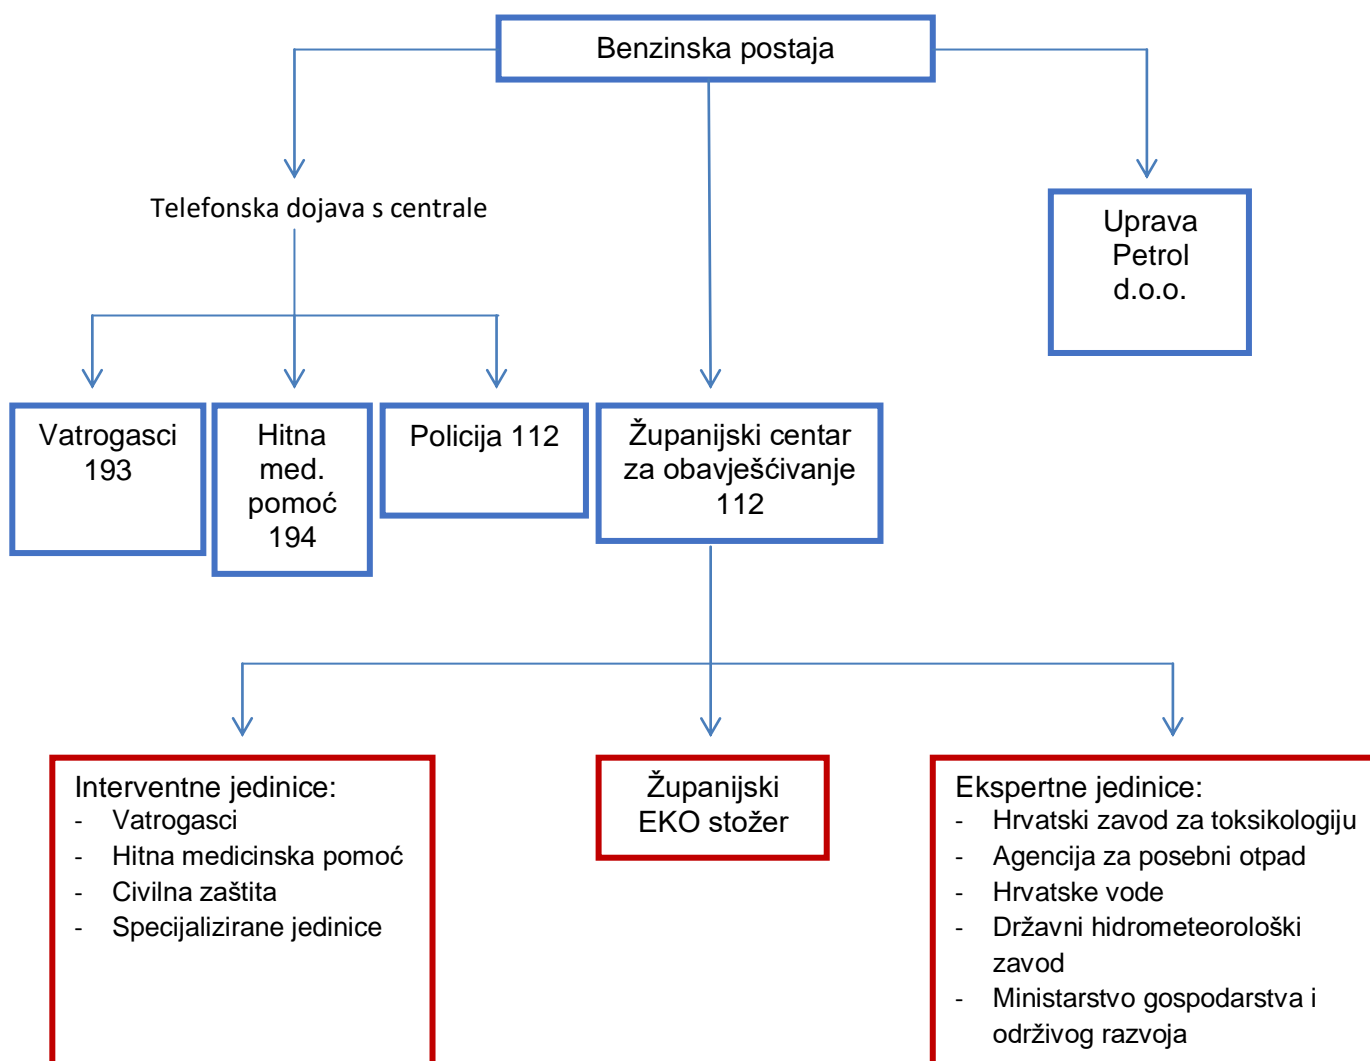 Benzinska postaja
Telefonska dojava s centrale
Uprava
Petrol
d.o.o.
Vatrogasci
193
Hitna
med.
pomoć
194
Policija 112
Županijski centar
za obavješćivanje
112
Interventne jedinice:
- Vatrogasci
- Hitna medicinska pomoć
- Civilna zaštita
- Specijalizirane jedinice
Županijski
EKO stožer
Ekspertne jedinice:
- Hrvatski zavod za toksikologiju
- Agencija za posebni otpad
- Hrvatske vode
- Državni hidrometeorološki
zavod
- Ministarstvo gospodarstva i
održivog razvoja